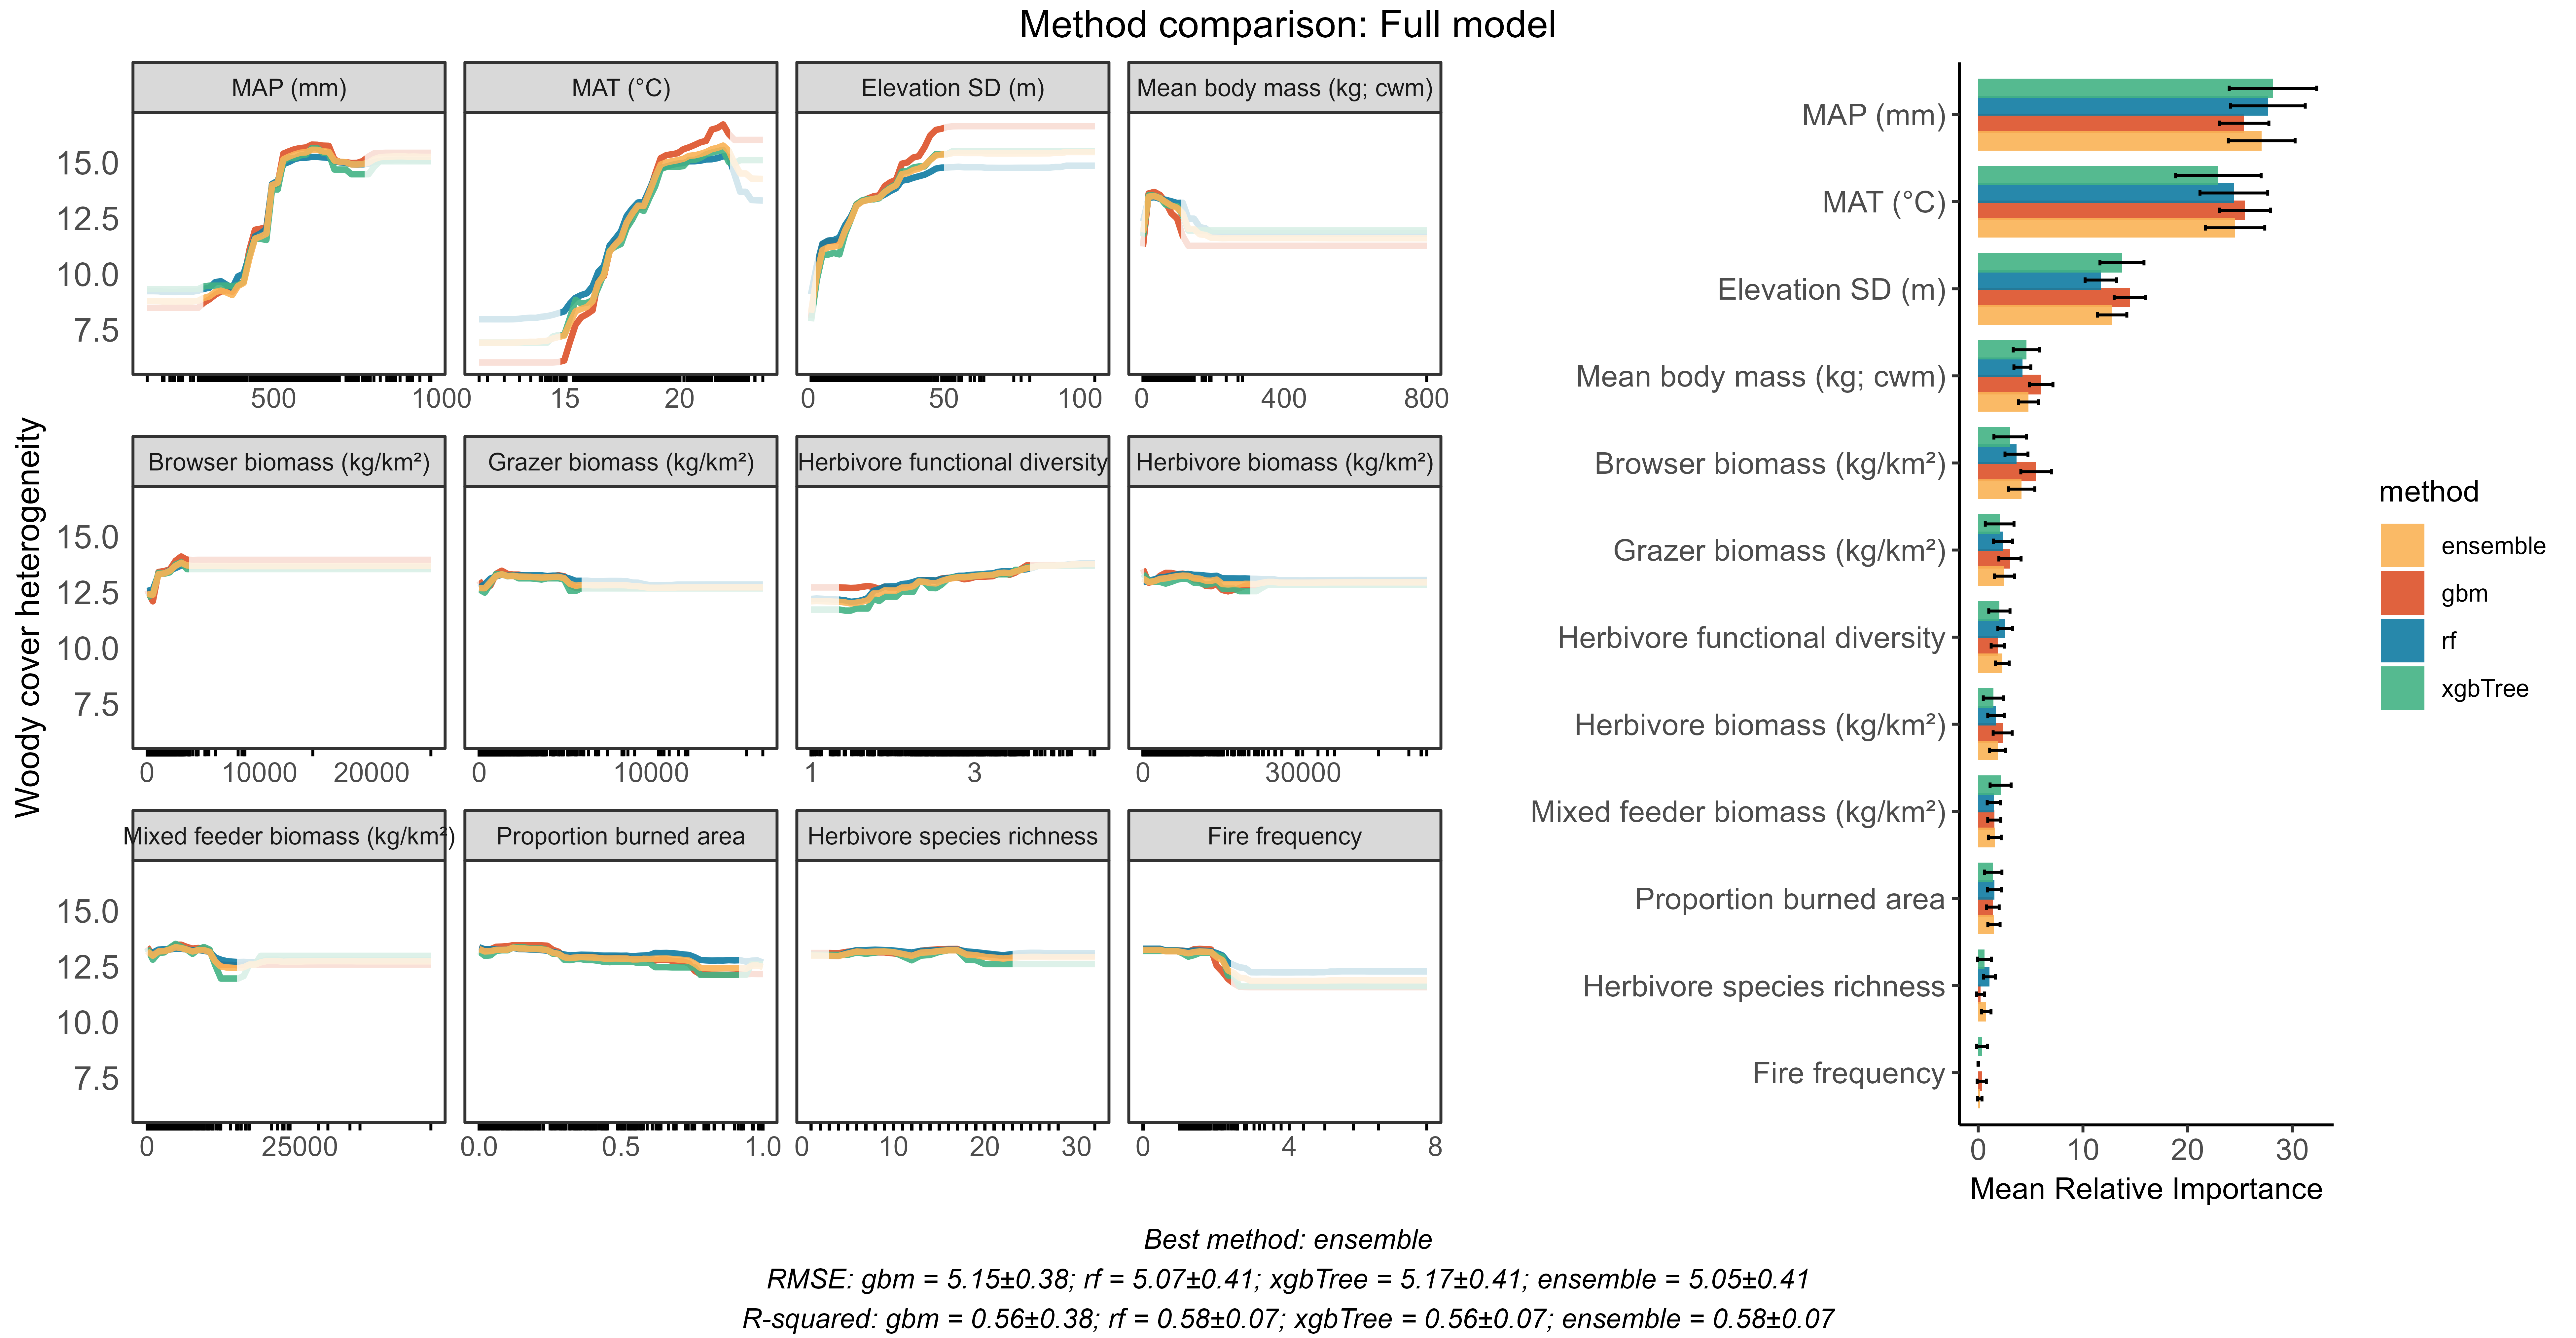 Method comparison: Full model
MAP (mm)
MAT (°C)
Elevation SD (m)
Mean body mass (kg; cwm)
15.0
12.5
10.0
7.5
500
1000
15
20
0
50
100
0
400
800
Woody cover heterogeneity
Browser biomass (kg/km²)
Grazer biomass (kg/km²)
Herbivore functional diversity
Herbivore biomass (kg/km²)
15.0
12.5
10.0
7.5
0
10000
20000
0
10000
1
3
0
30000
Mixed feeder biomass (kg/km²)
Proportion burned area
Herbivore species richness
Fire frequency
15.0
12.5
10.0
7.5
0
25000
0.0
0.5
1.0
0
10
20
30
0
4
8
MAP (mm)
MAT (°C)
Elevation SD (m)
Mean body mass (kg; cwm)
Browser biomass (kg/km²)
Grazer biomass (kg/km²)
Herbivore functional diversity
Herbivore biomass (kg/km²)
Mixed feeder biomass (kg/km²)
Proportion burned area
Herbivore species richness
Fire frequency
0
10
20
30
Mean Relative Importance
method
ensemble
gbm
rf
xgbTree
Best method: ensemble
RMSE: gbm = 5.15±0.38; rf = 5.07±0.41; xgbTree = 5.17±0.41; ensemble = 5.05±0.41
R-squared: gbm = 0.56±0.38; rf = 0.58±0.07; xgbTree = 0.56±0.07; ensemble = 0.58±0.07